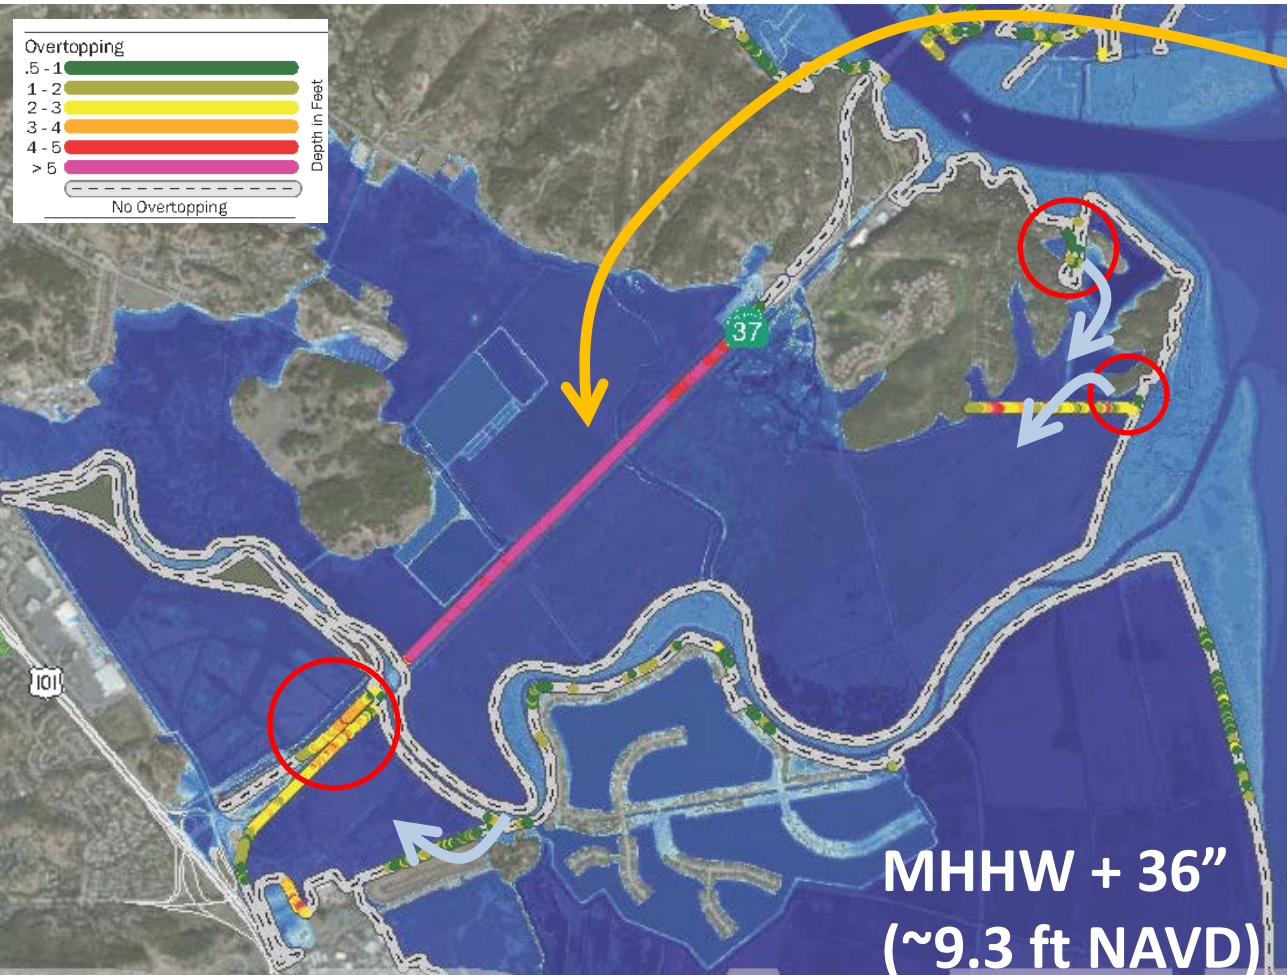 Overtopping
.5 - 1
1 - 2
2 - 3
3 - 4
4 - 5
> 5
Depth in Feet
No Overtopping
37
101
MHHW + 36”
(~9.3 ft NAVD)